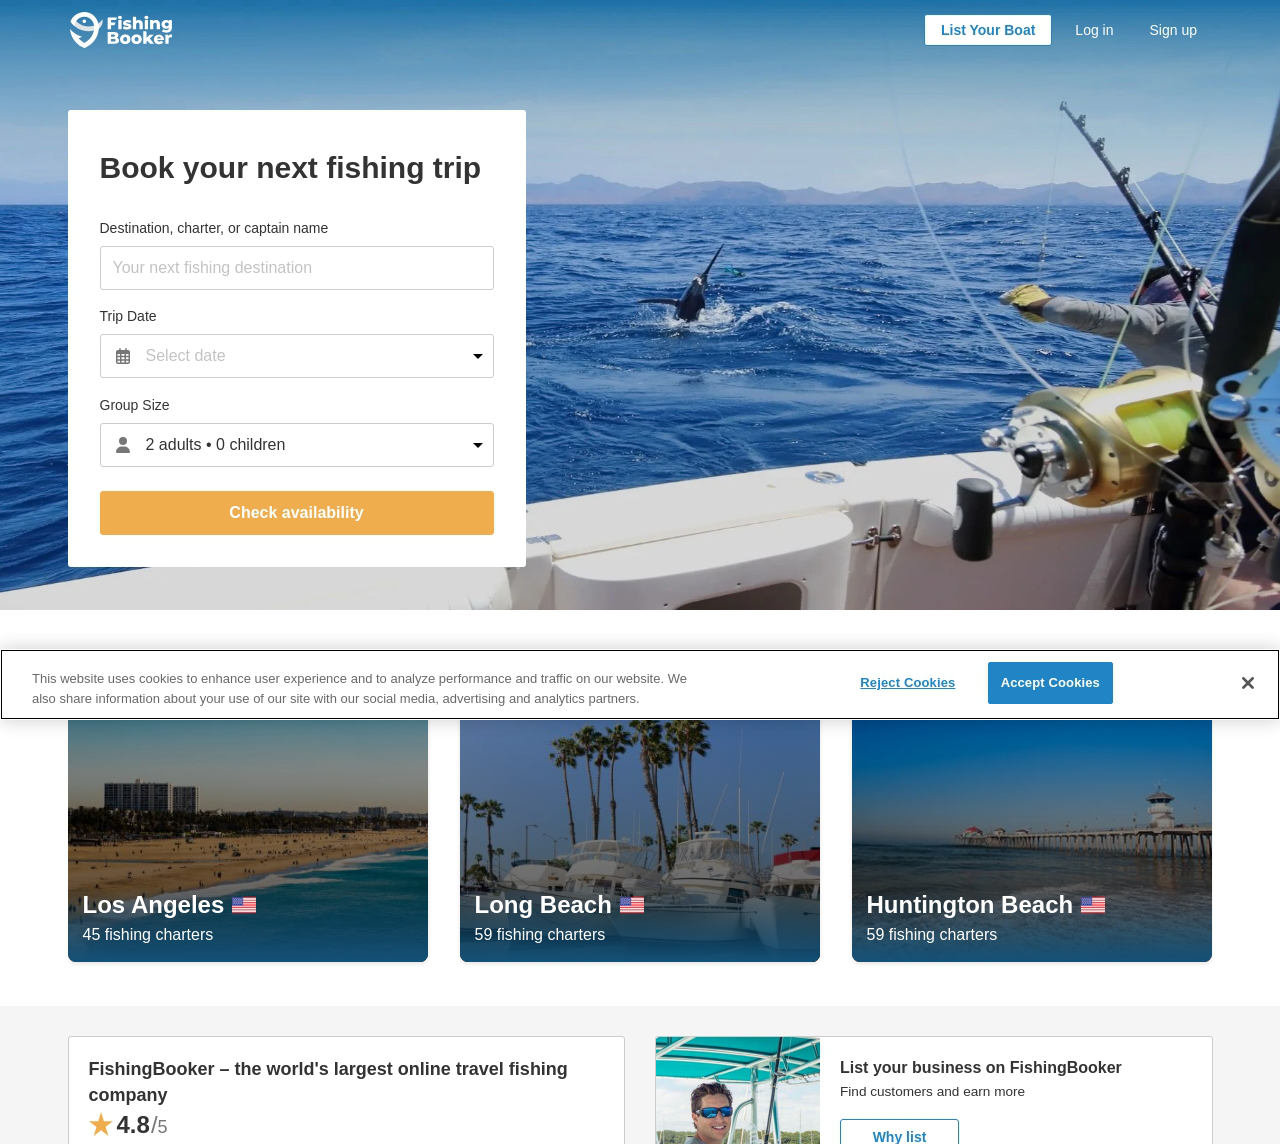 Fishing
Booker
List Your Boat
Log in
Sign up
Book your next fishing trip
Destination, charter, or captain name
Your next fishing destination
Trip Date
Select date
Group Size
2 adults • 0 children
Check availability
This website uses cookies to enhance user experience and to analyze performance and traffic on our website. We
also share information about your use of our site with our social media, advertising and analytics partners.
Reject Cookies
Accept Cookies
Los Angeles
45 fishing charters
Long Beach
59 fishing charters
Huntington Beach
59 fishing charters
FishingBooker – the world's largest online travel fishing
company
4.8/5
List your business on FishingBooker
Find customers and earn more
Why list